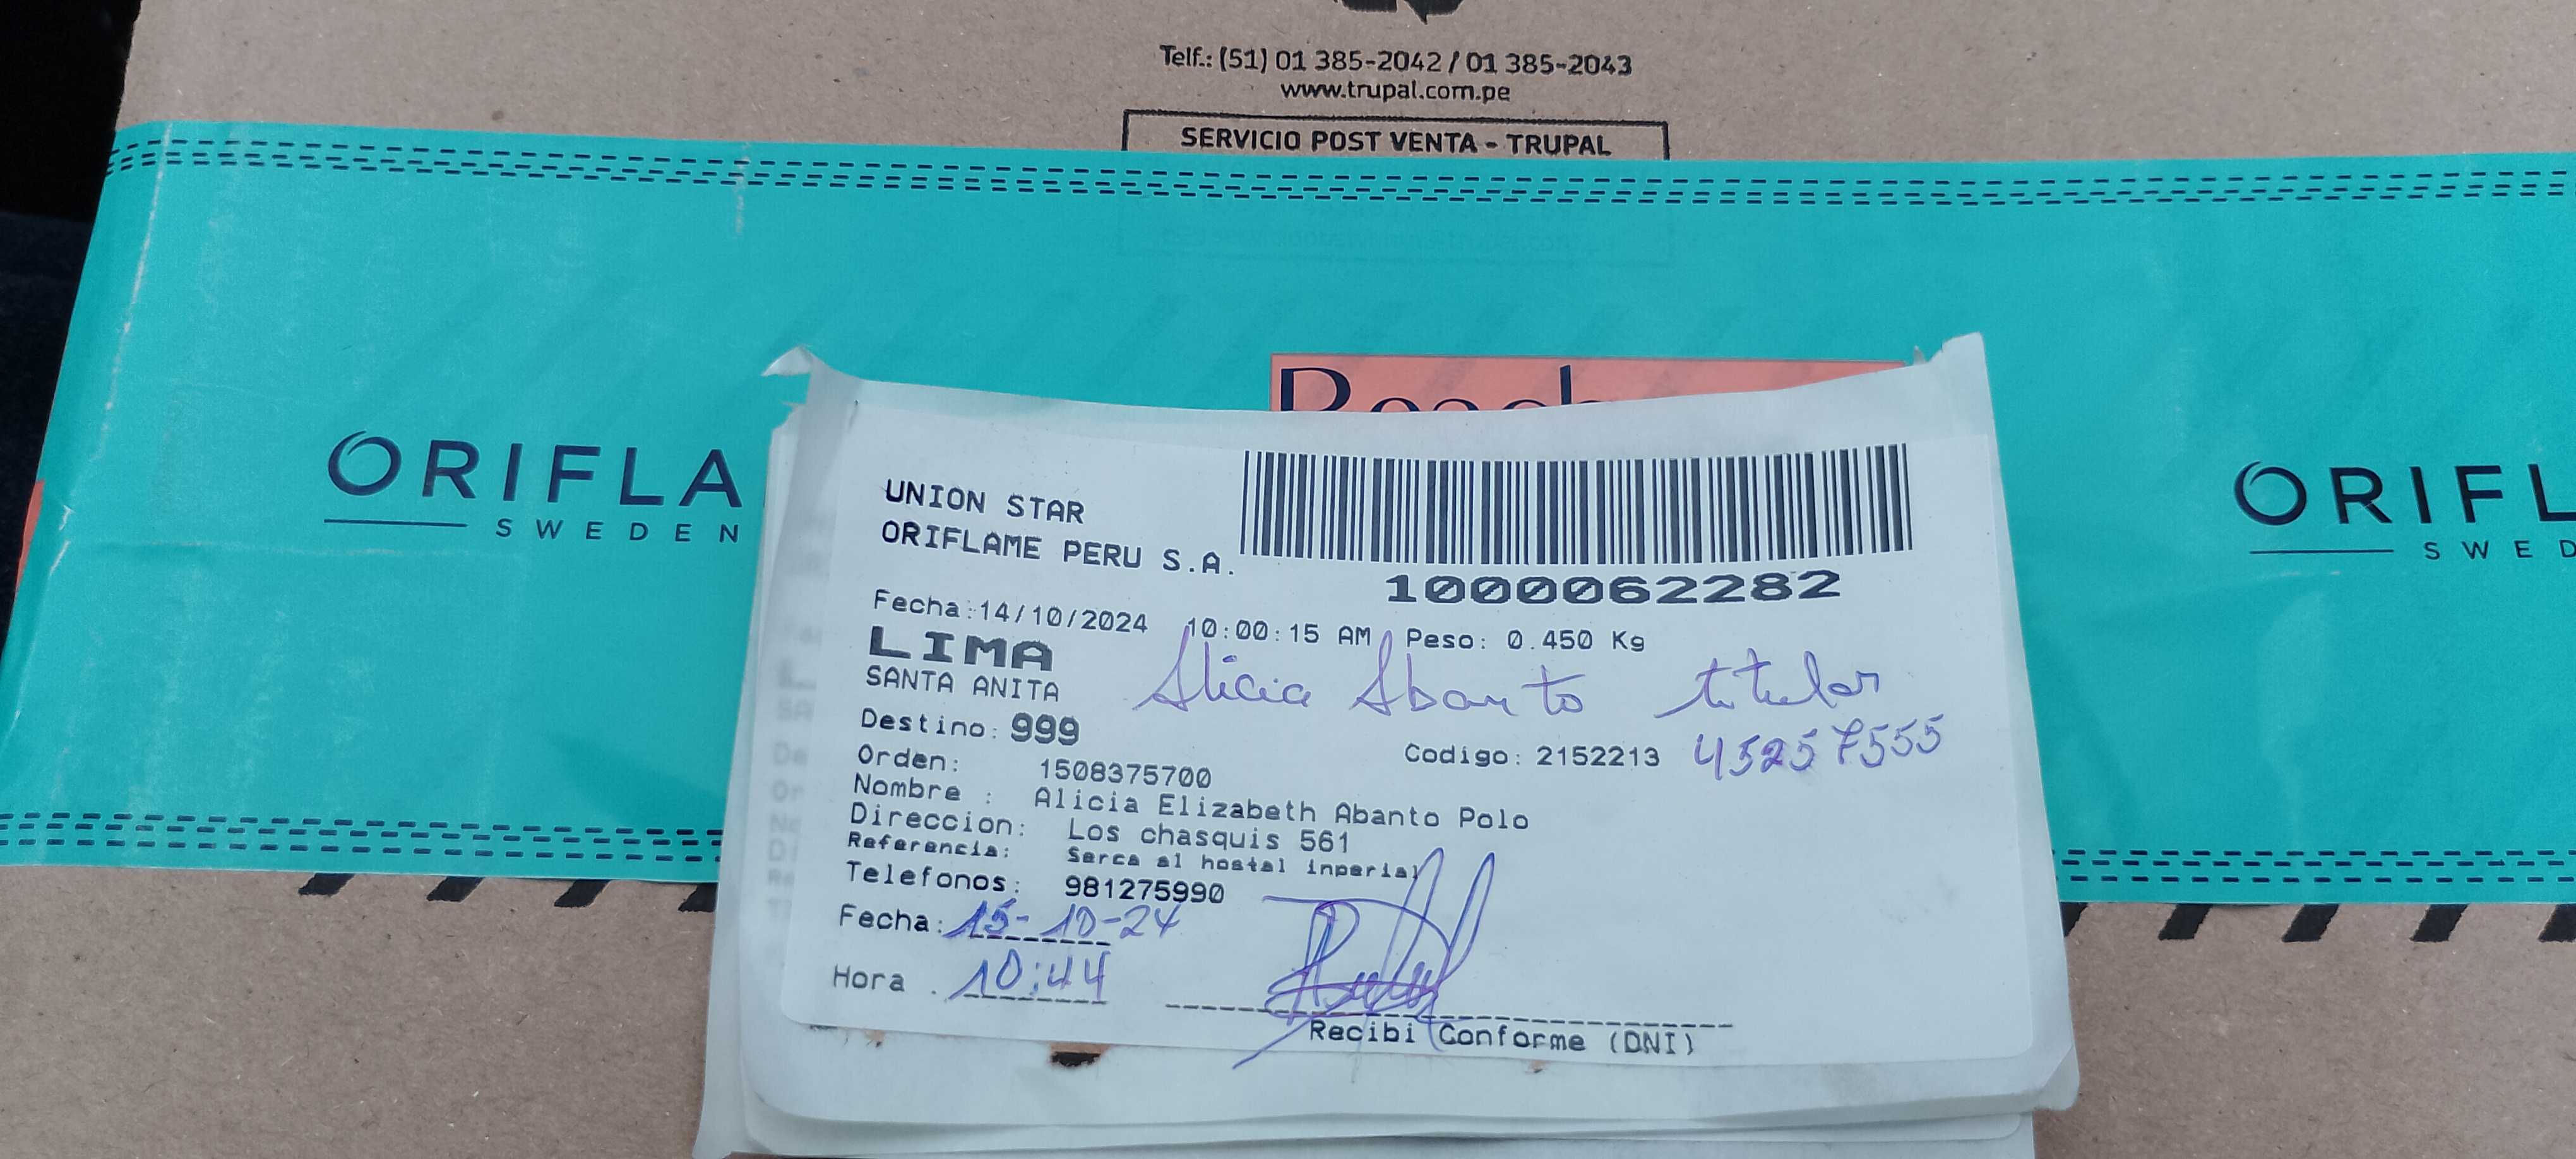 Telf.: (51) 01 385-2042 / 01 385-2043
www.trupal.com.pe
SERVICIO POST VENTA - TRUPAL
ORIFLA
SWEDEN
ORIFL
SWED
UNION STAR
ORIFLAME PERU S.A.
1000062282
Fecha:14/10/2024 10:00:15 AM Peso: 0.450 Kg
LIMA
SANTA ANITA
Alicia Abanto titular
Destino: 999
Codigo: 2152213 45257555
Orden: 1508375700
Nombre : Alicia Elizabeth Abanto Polo
Direccion: Los chasquis 561
Referencia: Serca al hostal inperial
Telefonos: 981275990
Fecha: 15-10-24
Hora . 10:44
Recibi Conforme (DNI)